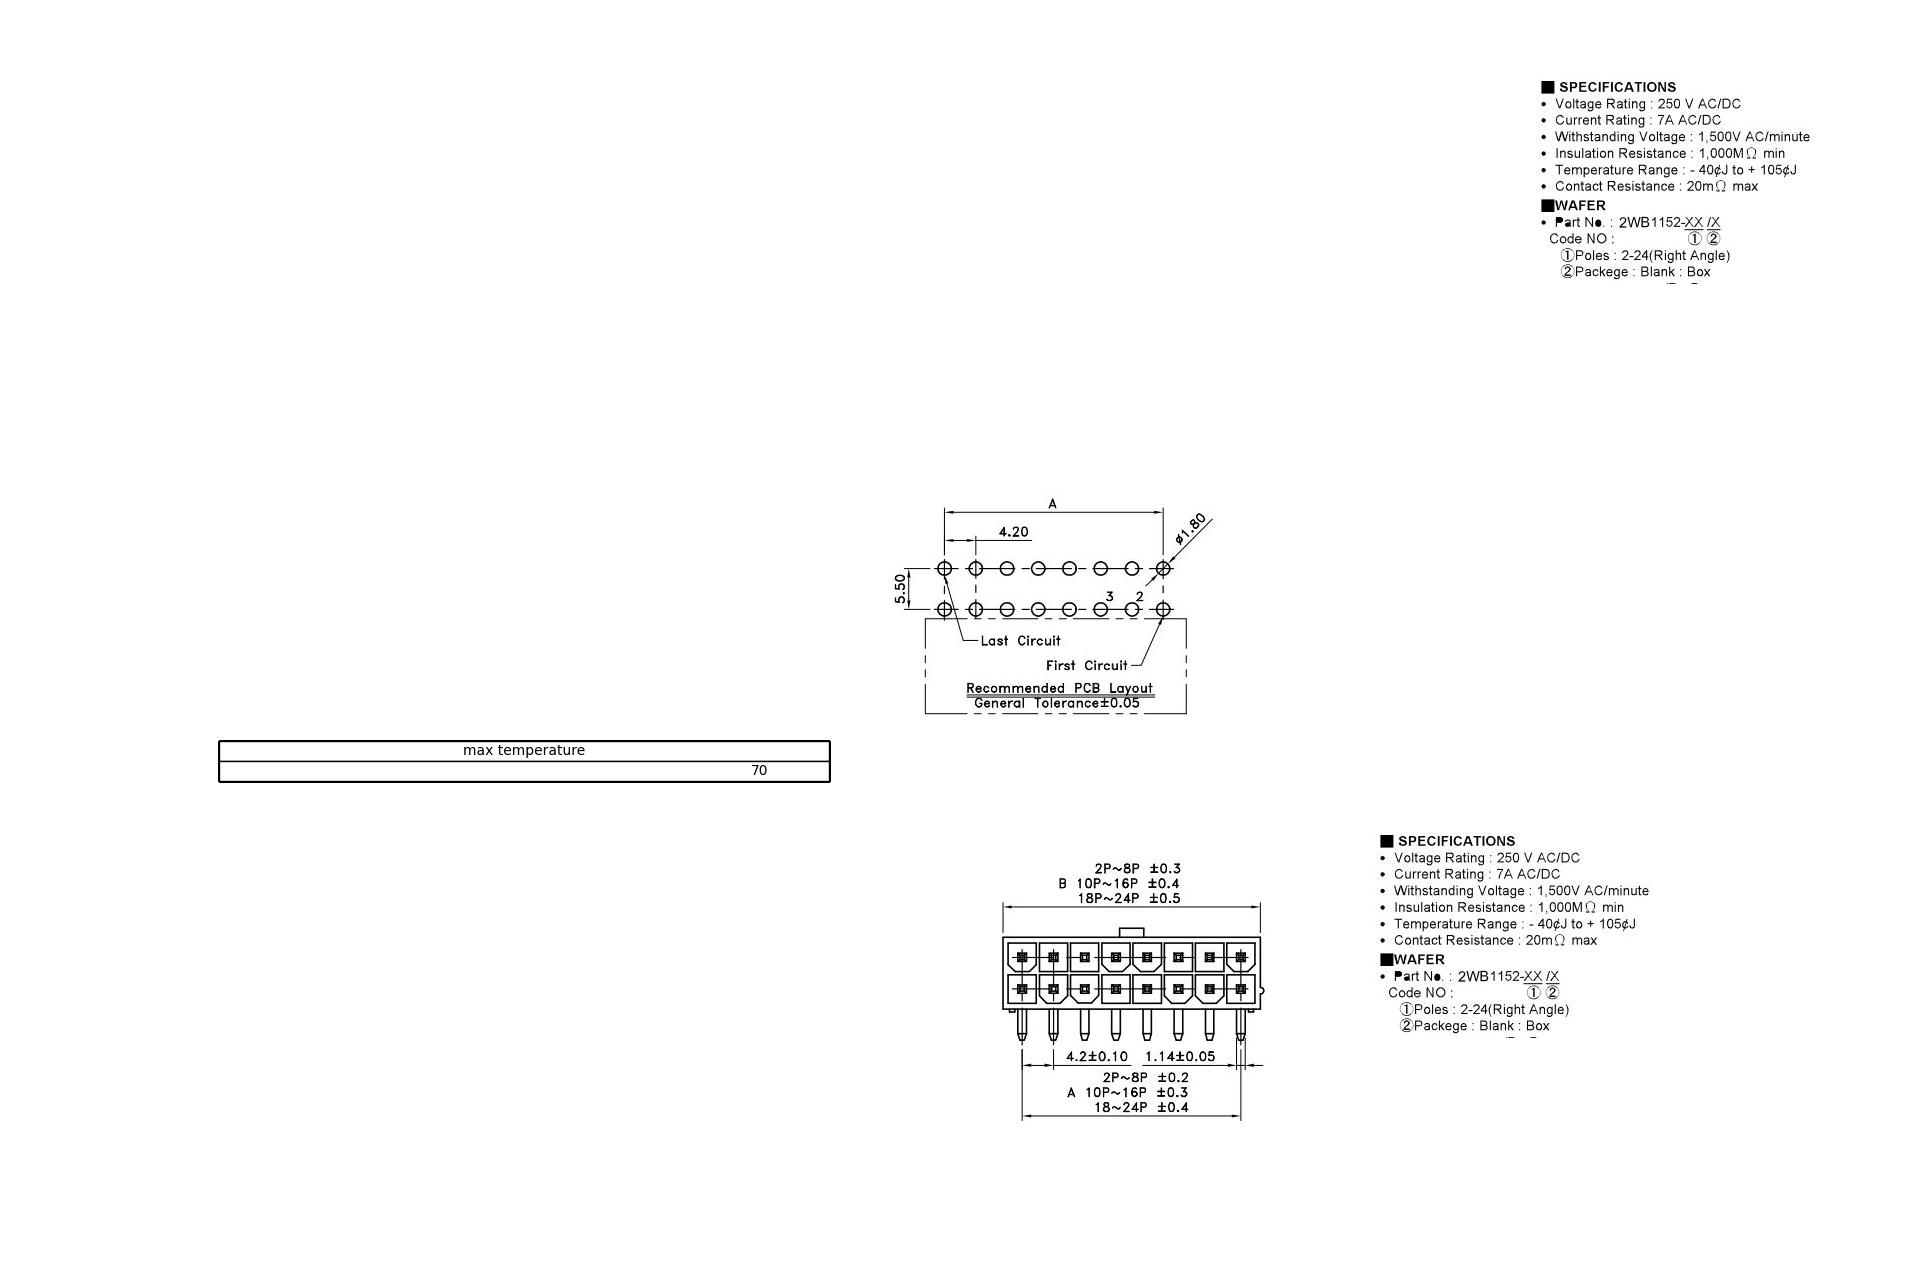 ■ SPECIFICATIONS
• Voltage Rating : 250 V AC/DC
• Current Rating : 7A AC/DC
• Withstanding Voltage : 1,500V AC/minute
• Insulation Resistance : 1,000MΩ min
• Temperature Range : - 40¢J to + 105¢J
• Contact Resistance : 20mΩ max
■WAFER
• Part No. : 2WB1152-XX /X
Code NO : ① ②
①Poles : 2-24(Right Angle)
②Packege : Blank : Box
A
4.20
ø1.80
5.50
3 2
Last Circuit
First Circuit
Recommended PCB Layout
General Tolerance±0.05
max temperature
70
2P~8P ±0.3
B 10P~16P ±0.4
18P~24P ±0.5
4.2±0.10 1.14±0.05
2P~8P ±0.2
A 10P~16P ±0.3
18~24P ±0.4
■ SPECIFICATIONS
• Voltage Rating : 250 V AC/DC
• Current Rating : 7A AC/DC
• Withstanding Voltage : 1,500V AC/minute
• Insulation Resistance : 1,000MΩ min
• Temperature Range : - 40¢J to + 105¢J
• Contact Resistance : 20mΩ max
■WAFER
• Part No. : 2WB1152-XX /X
Code NO : ① ②
①Poles : 2-24(Right Angle)
②Packege : Blank : Box